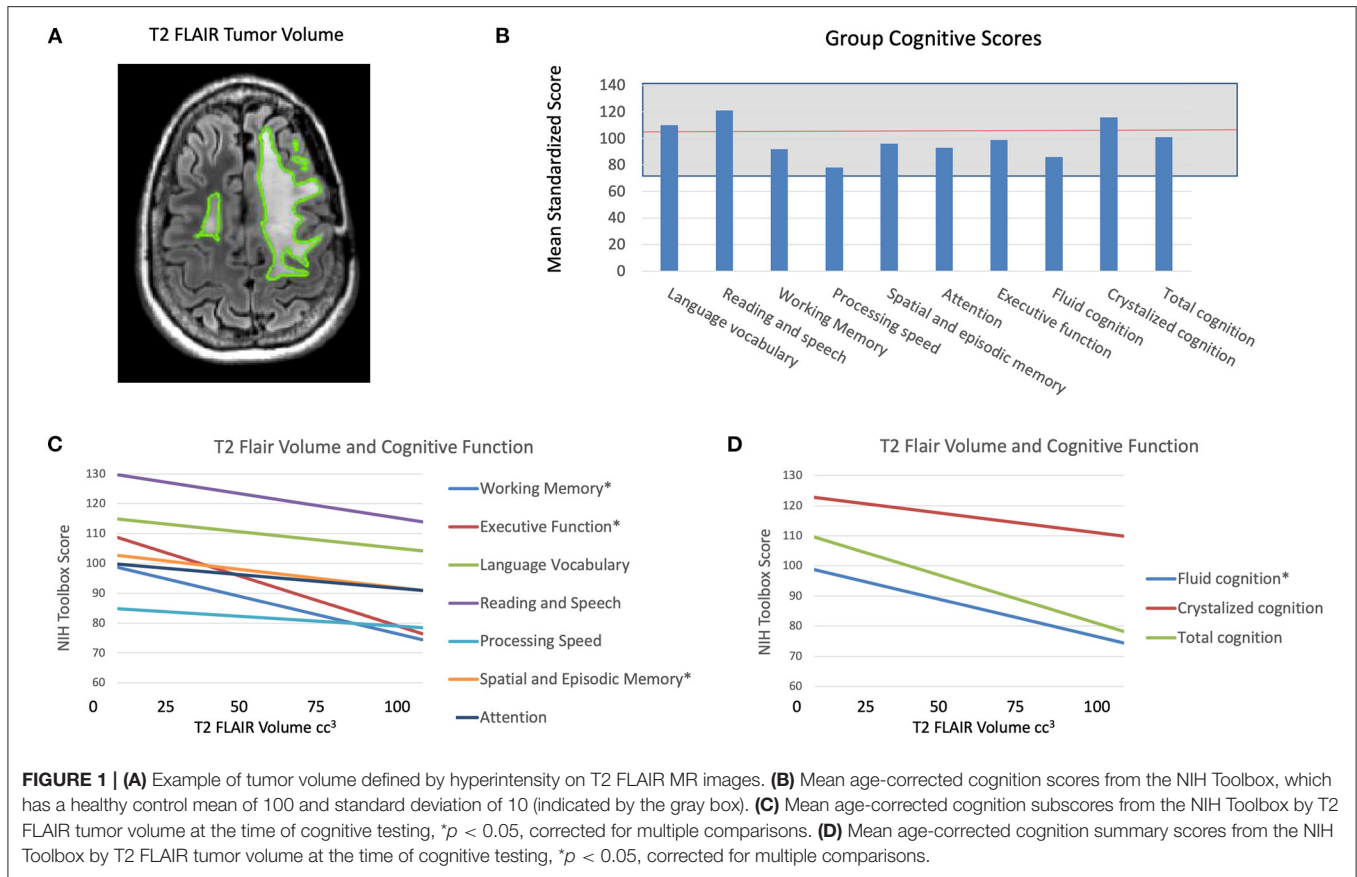 A
T2 FLAIR Tumor Volume
B
Group Cognitive Scores
Mean Standardized Score
140
120
100
80
60
40
20
0
Language vocabulary
Reading and speech
Working Memory
Processing speed
Spatial and episodic memory
Attention
Executive function
Fluid cognition
Crystalized cognition
Total cognition
C
T2 Flair Volume and Cognitive Function
NIH Toolbox Score
130
120
110
100
90
80
70
60
0 25 50 75 100
T2 FLAIR Volume cc³
Working Memory*
Executive Function*
Language Vocabulary
Reading and Speech
Processing Speed
Spatial and Episodic Memory*
Attention
D
T2 Flair Volume and Cognitive Function
NIH Toolbox Score
130
120
110
100
90
80
70
60
0 25 50 75 100
T2 FLAIR Volume cc³
Fluid cognition*
Crystalized cognition
Total cognition
FIGURE 1 | (A) Example of tumor volume defined by hyperintensity on T2 FLAIR MR images. (B) Mean age-corrected cognition scores from the NIH Toolbox, which
has a healthy control mean of 100 and standard deviation of 10 (indicated by the gray box). (C) Mean age-corrected cognition subscores from the NIH Toolbox by T2
FLAIR tumor volume at the time of cognitive testing, *p < 0.05, corrected for multiple comparisons. (D) Mean age-corrected cognition summary scores from the NIH
Toolbox by T2 FLAIR tumor volume at the time of cognitive testing, *p < 0.05, corrected for multiple comparisons.